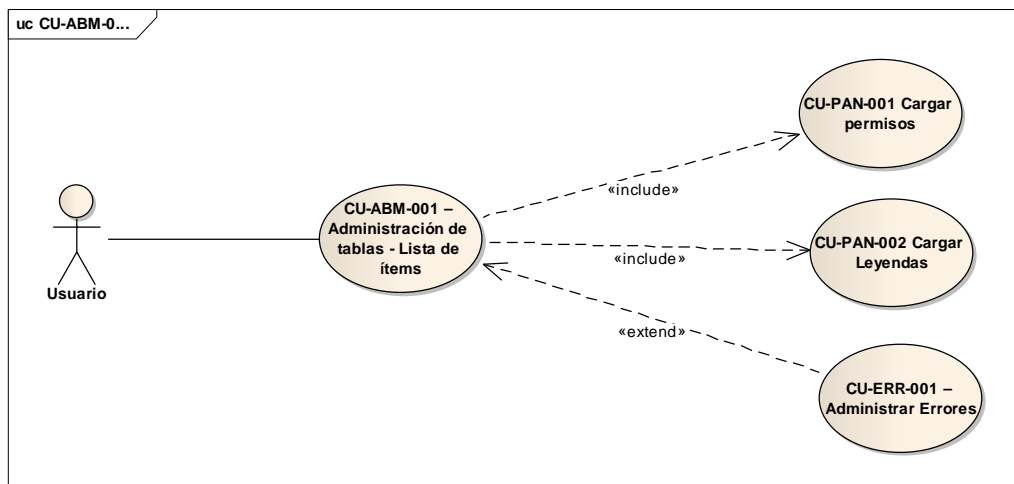 uc CU-ABM-0...
CU-PAN-001 Cargar
permisos
«include»
CU-ABM-001 –
Administración de
tablas - Lista de
ítems
CU-PAN-002 Cargar
Leyendas
«include»
Usuario
«extend»
CU-ERR-001 –
Administrar Errores